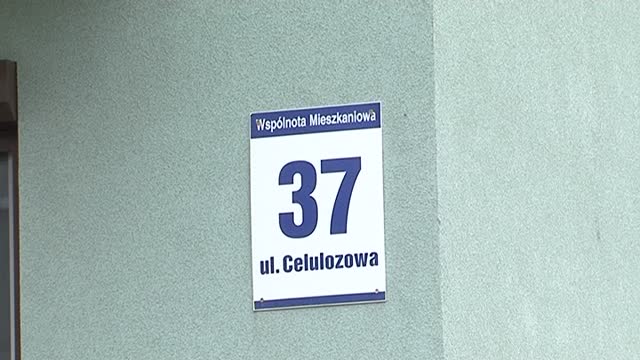 Wspólnota Mieszkaniowa
37
ul. Celulozowa